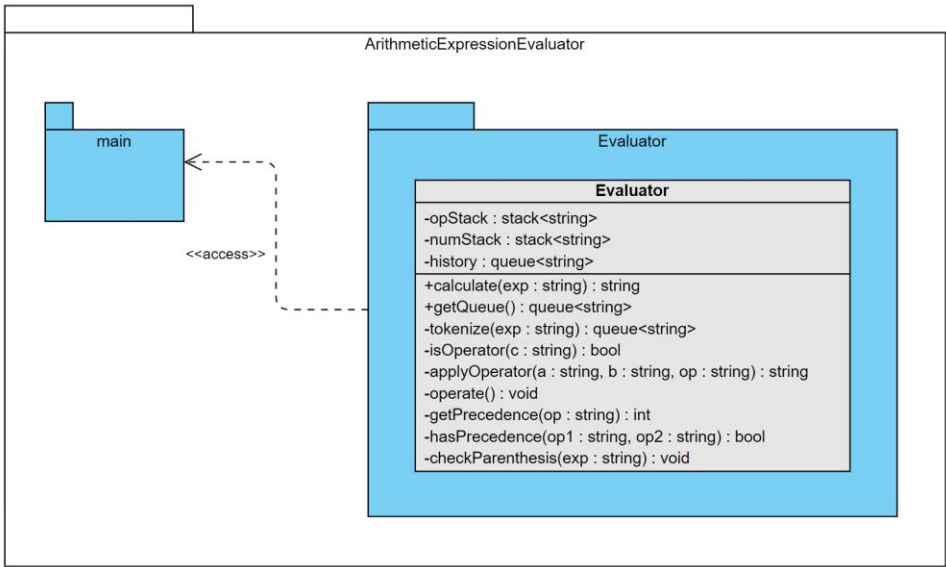 ArithmeticExpressionEvaluator
main
<<access>>
Evaluator
Evaluator
-opStack : stack<string>
-numStack : stack<string>
-history : queue<string>
+calculate(exp : string) : string
+getQueue() : queue<string>
-tokenize(exp : string) : queue<string>
-isOperator(c : string) : bool
-applyOperator(a : string, b : string, op : string) : string
-operate() : void
-getPrecedence(op : string) : int
-hasPrecedence(op1 : string, op2 : string) : bool
-checkParenthesis(exp : string) : void